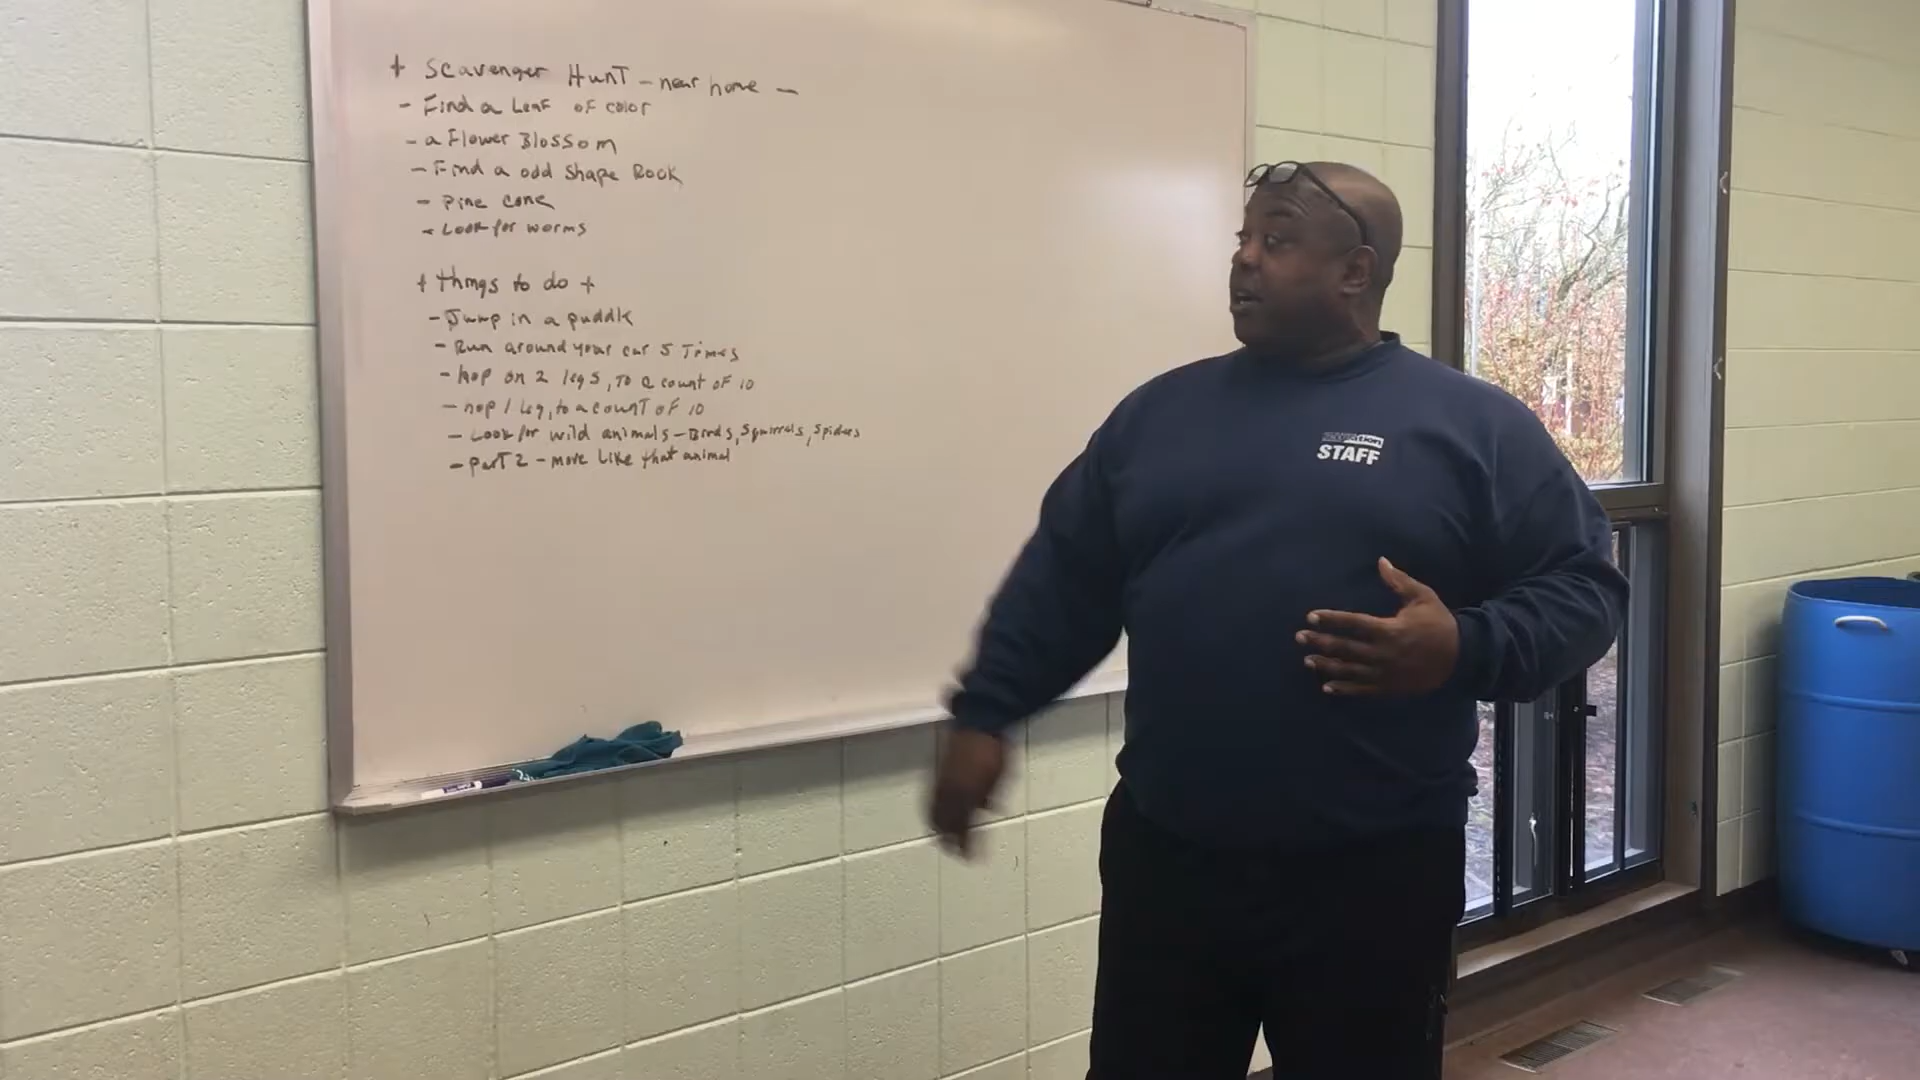 + Scavenger Hunt - near home -
- Find a Leaf of color
- a Flower Blossom
- Find a odd shape Rock
- Pine cone
- Look for worms
+ things to do +
- Jump in a puddle
- Run around your car 5 Times
- hop on 2 legs, to a count of 10
- hop 1 leg, to a count of 10
- Look for wild animals - Birds, squirrels, spiders
- Part 2 - move like that animal
STAFF